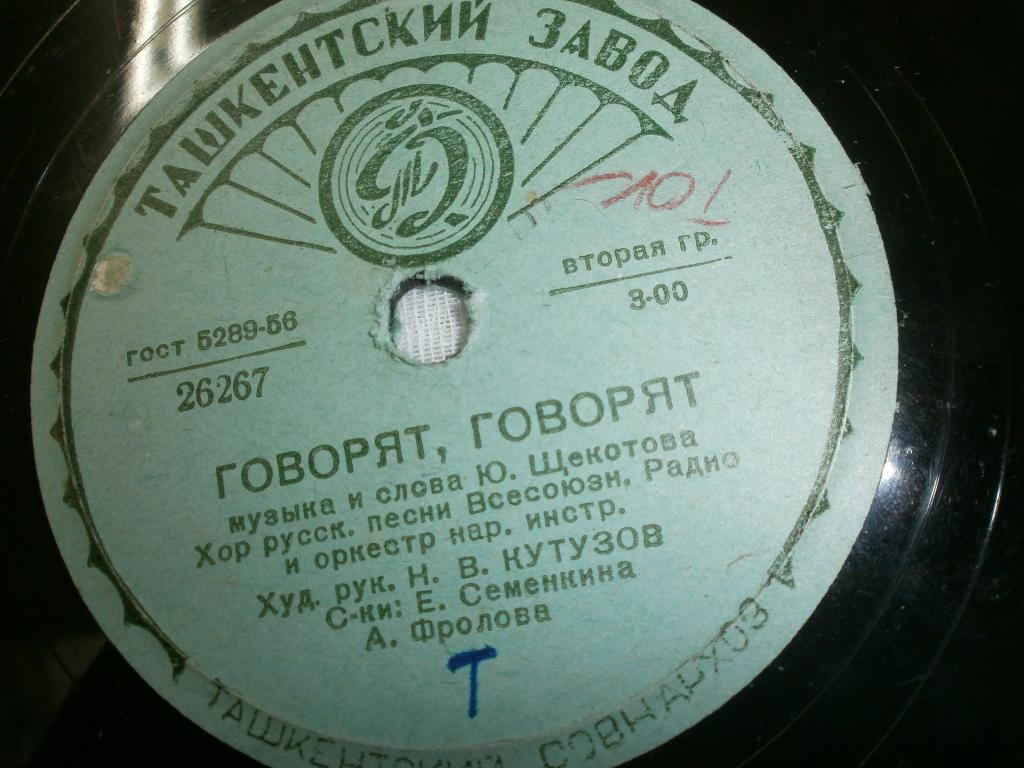 ТАШКЕНТСКИЙ ЗАВОД
-10 I
вторая гр.
3-00
гост 5289-56
26267
ГОВОРЯТ, ГОВОРЯТ
музыка и слова Ю. Щекотова
Хор русск. песни Всесоюзн, Радио
и оркестр нар. инстр.
Худ. рук. Н. В. КУТУЗОВ
С-ки: Е. Семенкина
А. Фролова
Т
ТАШКЕНТСКИЙ СОВНАРХОЗ